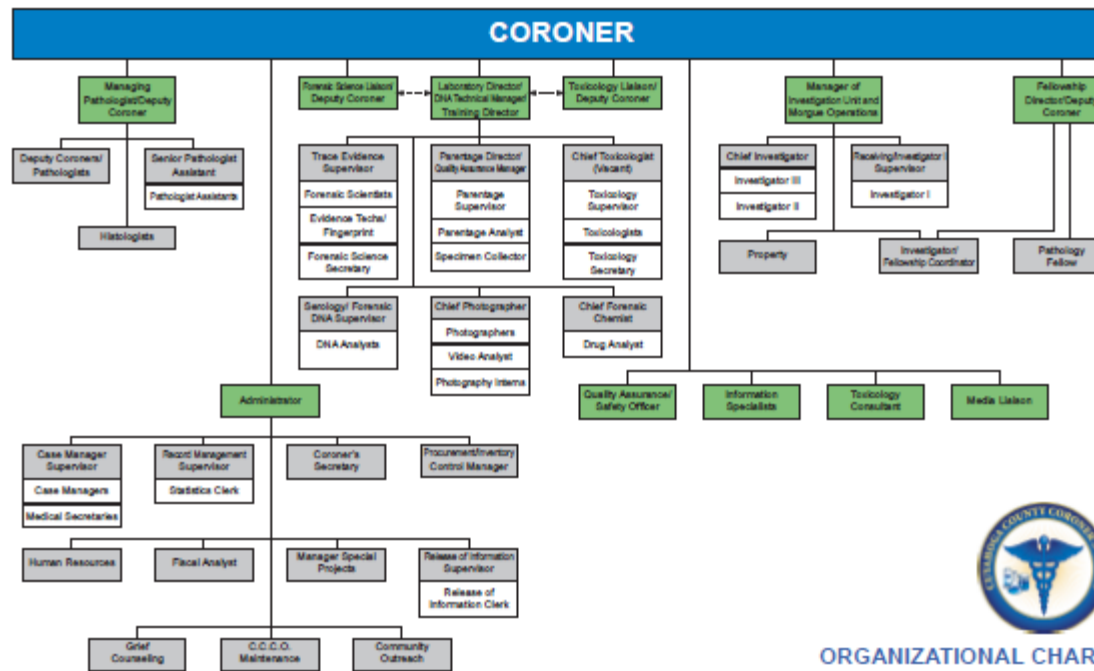 CORONER
Managing
Pathologist/Deputy
Coroner
Forensic Science Liaison/
Deputy Coroner
Laboratory Director/
DNA Technical Manager/
Training Director
Toxicology Liaison/
Deputy Coroner
Manager of
Investigation Unit and
Morgue Operations
Fellowship
Director/Deputy
Coroner
Deputy Coroners/
Pathologists
Senior Pathologist
Assistant
Pathologist Assistants
Histologists
Trace Evidence
Supervisor
Forensic Scientists
Evidence Techs/
Fingerprint
Forensic Science
Secretary
Parentage Director/
Quality Assurance Manager
Parentage
Supervisor
Parentage Analyst
Specimen Collector
Chief Toxicologist
(Vacant)
Toxicology
Supervisor
Toxicologists
Toxicology
Secretary
Chief Investigator
Investigator III
Investigator II
Receiving/Investigator I
Supervisor
Investigator I
Property
Investigator/
Fellowship Coordinator
Pathology
Fellow
Serology/ Forensic
DNA Supervisor
DNA Analysts
Chief Photographer
Photographers
Video Analyst
Photography Interns
Chief Forensic
Chemist
Drug Analyst
Administrator
Quality Assurance/
Safety Officer
Information
Specialists
Toxicology
Consultant
Media Liaison
Case Manager
Supervisor
Case Managers
Medical Secretaries
Record Management
Supervisor
Statistics Clerk
Coroner's
Secretary
Procurement/Inventory
Control Manager
Human Resources
Fiscal Analyst
Manager Special
Projects
Release of Information
Supervisor
Release of
Information Clerk
Grief
Counseling
C.C.C.O.
Maintenance
Community
Outreach
CUYAHOGA COUNTY CORONER
ORGANIZATIONAL CHAR